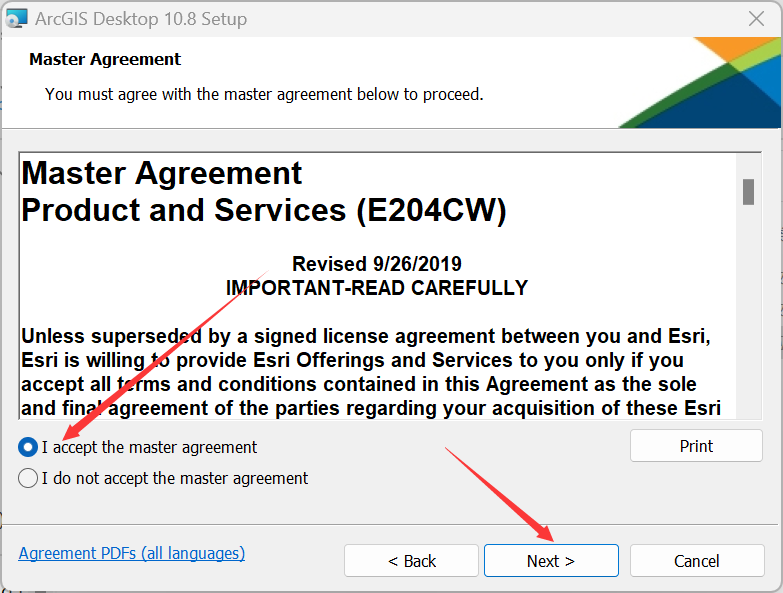 ArcGIS Desktop 10.8 Setup
Master Agreement
You must agree with the master agreement below to proceed.
Master Agreement
Product and Services (E204CW)
Revised 9/26/2019
IMPORTANT-READ CAREFULLY
Unless superseded by a signed license agreement between you and Esri,
Esri is willing to provide Esri Offerings and Services to you only if you
accept all terms and conditions contained in this Agreement as the sole
and final agreement of the parties regarding your acquisition of these Esri
I accept the master agreement
Print
I do not accept the master agreement
Agreement PDFs (all languages)
< Back
Next >
Cancel